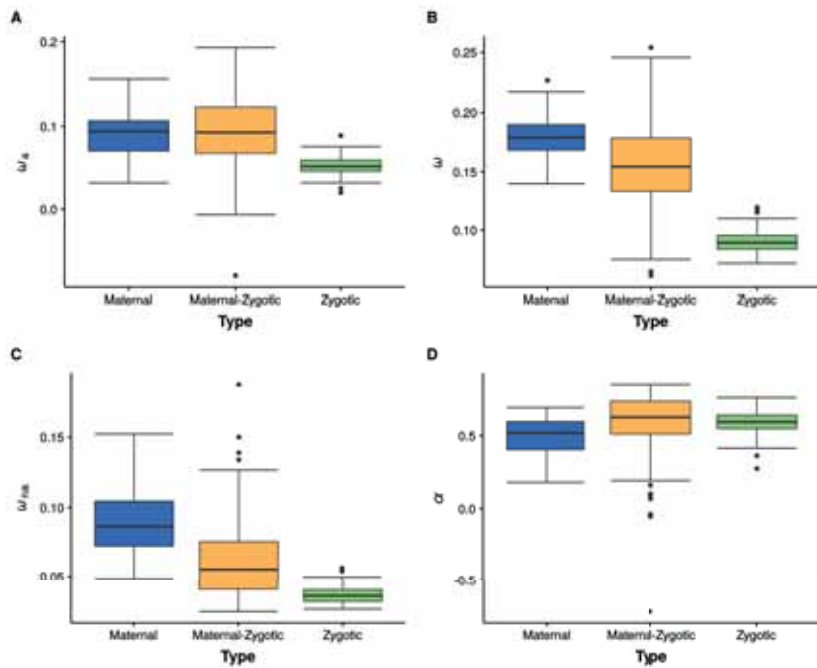 A
0.2
0.1
0.0
ωa
Maternal Maternal-Zygotic Zygotic
Type
B
0.25
0.20
0.15
0.10
ω
Maternal Maternal-Zygotic Zygotic
Type
C
0.15
0.10
0.05
ωna
Maternal Maternal-Zygotic Zygotic
Type
D
0.5
0.0
-0.5
α
Maternal Maternal-Zygotic Zygotic
Type